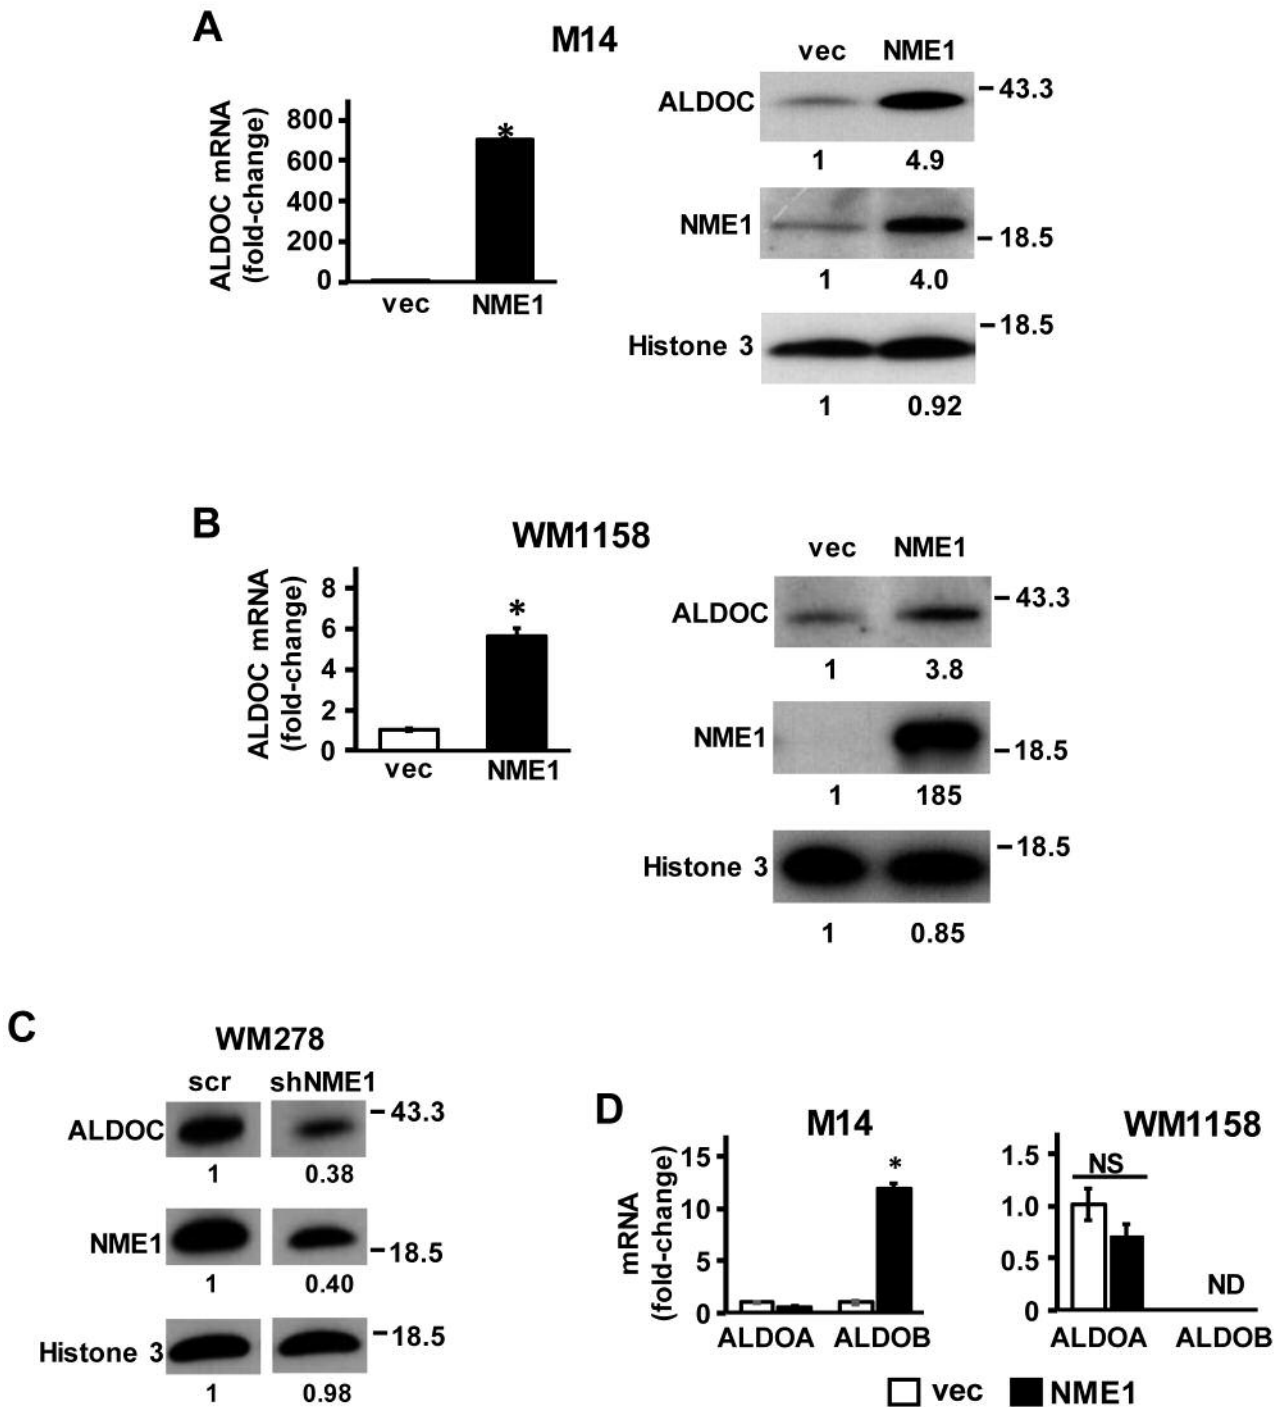 A
M14
ALDOC mRNA
(fold-change)
800
600
400
200
0
*
vec NME1
vec NME1
ALDOC
43.3
1 4.9
NME1
18.5
1 4.0
Histone 3
18.5
1 0.92
B
WM1158
ALDOC mRNA
(fold-change)
8
6
4
2
0
*
vec NME1
vec NME1
ALDOC
43.3
1 3.8
NME1
18.5
1 185
Histone 3
18.5
1 0.85
C
WM278
scr shNME1
ALDOC
43.3
1 0.38
NME1
18.5
1 0.40
Histone 3
18.5
1 0.98
D
M14
mRNA
(fold-change)
15
10
5
0
*
ALDOA ALDOB
WM1158
1.5
1.0
0.5
0
NS
ND
ALDOA ALDOB
vec NME1